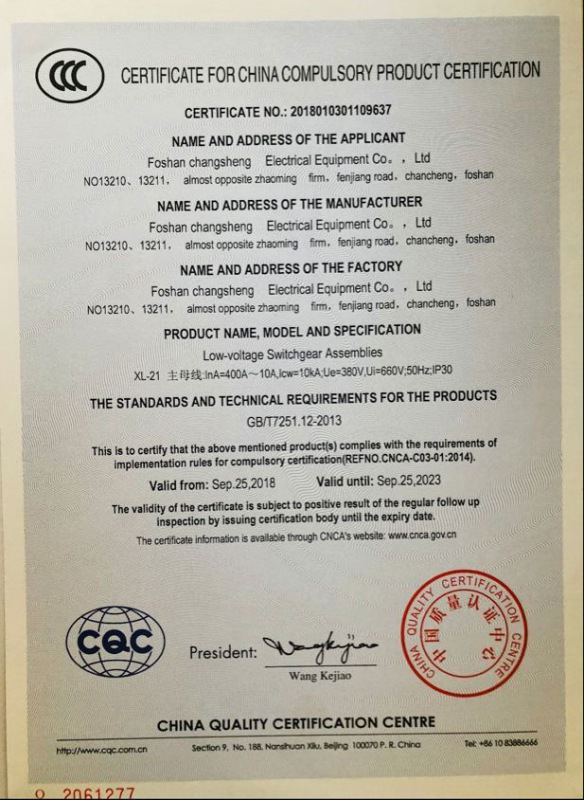 CCC
CERTIFICATE FOR CHINA COMPULSORY PRODUCT CERTIFICATION
CERTIFICATE NO.: 2018010301109637
NAME AND ADDRESS OF THE APPLICANT
Foshan changsheng Electrical Equipment Co。，Ltd
NO13210、13211， almost opposite zhaoming firm，fenjiang road，chancheng，foshan
NAME AND ADDRESS OF THE MANUFACTURER
Foshan changsheng Electrical Equipment Co。，Ltd
NO13210、13211， almost opposite zhaoming firm，fenjiang road，chancheng，foshan
NAME AND ADDRESS OF THE FACTORY
Foshan changsheng Electrical Equipment Co。，Ltd
NO13210、13211， almost opposite zhaoming firm，fenjiang road，chancheng，foshan
PRODUCT NAME, MODEL AND SPECIFICATION
Low-voltage Switchgear Assemblies
XL-21 主母线:InA=400A～10A,Icw=10kA;Ue=380V,Ui=660V;50Hz;IP30
THE STANDARDS AND TECHNICAL REQUIREMENTS FOR THE PRODUCTS
GB/T7251.12-2013
This is to certify that the above mentioned product(s) complies with the requirements of
implementation rules for compulsory certification(REFNO.CNCA-C03-01:2014).
Valid from: Sep.25,2018 Valid until: Sep.25,2023
The validity of the certificate is subject to positive result of the regular follow up
inspection by issuing certification body until the expiry date.
The certificate information is available through CNCA's website: www.cnca.gov.cn
CQC
President: Wang Kejiao
Wang Kejiao
CHINA QUALITY CERTIFICATION CENTRE
中国质量认证中心
CHINA QUALITY CERTIFICATION CENTRE
http://www.cqc.com.cn Section 9, No. 188, Nansihuan Xilu, Beijing 100070 P. R. China Tel: +86 10 83886666
0 2061277